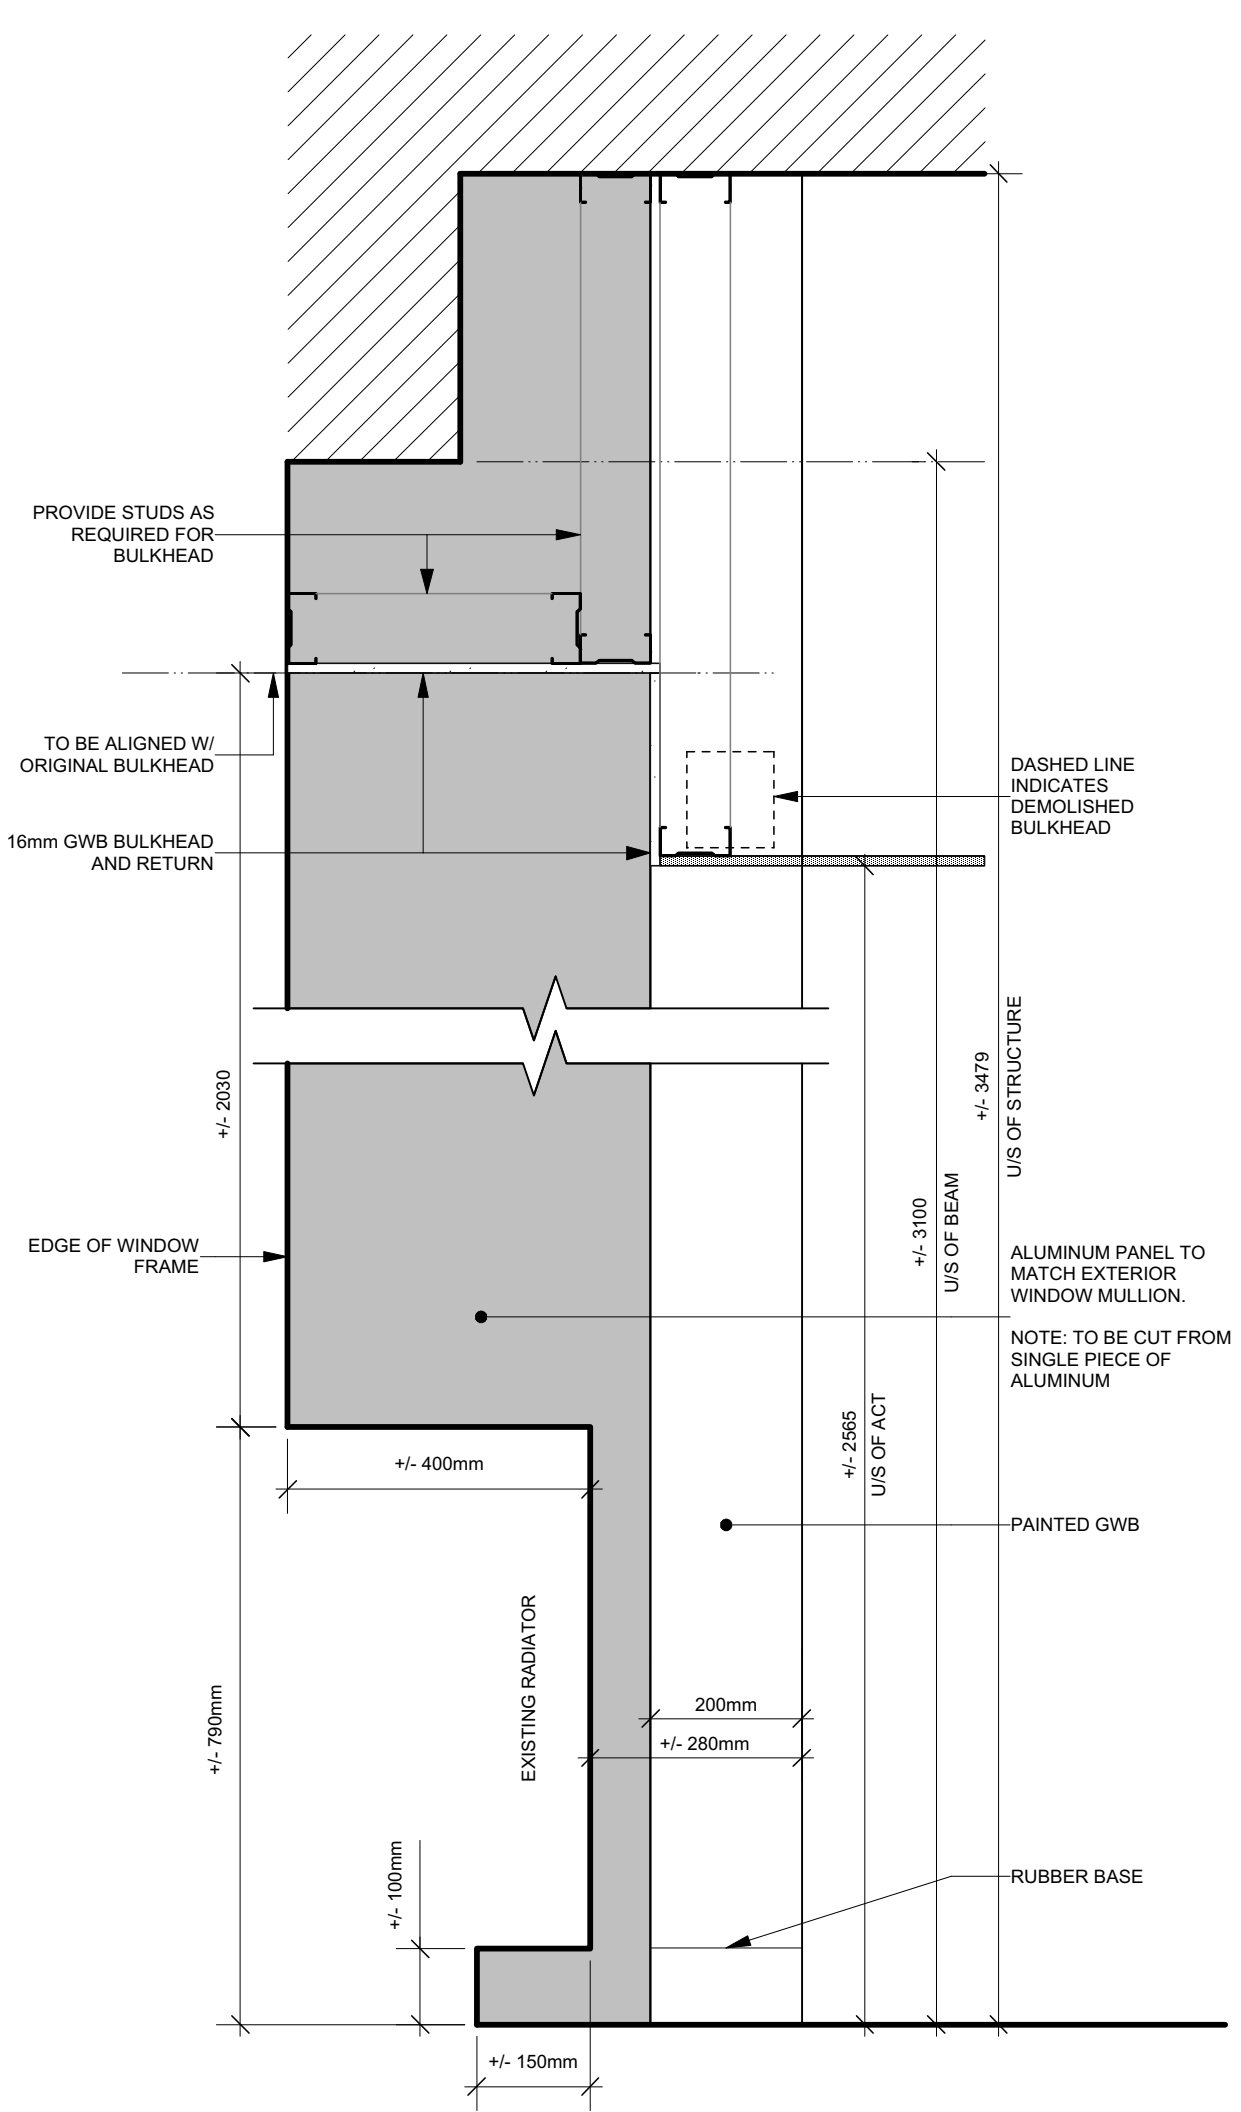 PROVIDE STUDS AS
REQUIRED FOR
BULKHEAD
TO BE ALIGNED W/
ORIGINAL BULKHEAD
16mm GWB BULKHEAD
AND RETURN
DASHED LINE
INDICATES
DEMOLISHED
BULKHEAD
+/- 2030
+/- 3479
U/S OF STRUCTURE
+/- 3100
U/S OF BEAM
EDGE OF WINDOW
FRAME
ALUMINUM PANEL TO
MATCH EXTERIOR
WINDOW MULLION.
NOTE: TO BE CUT FROM
SINGLE PIECE OF
ALUMINUM
+/- 2565
U/S OF ACT
+/- 400mm
PAINTED GWB
EXISTING RADIATOR
+/- 790mm
200mm
+/- 280mm
+/- 100mm
RUBBER BASE
+/- 150mm